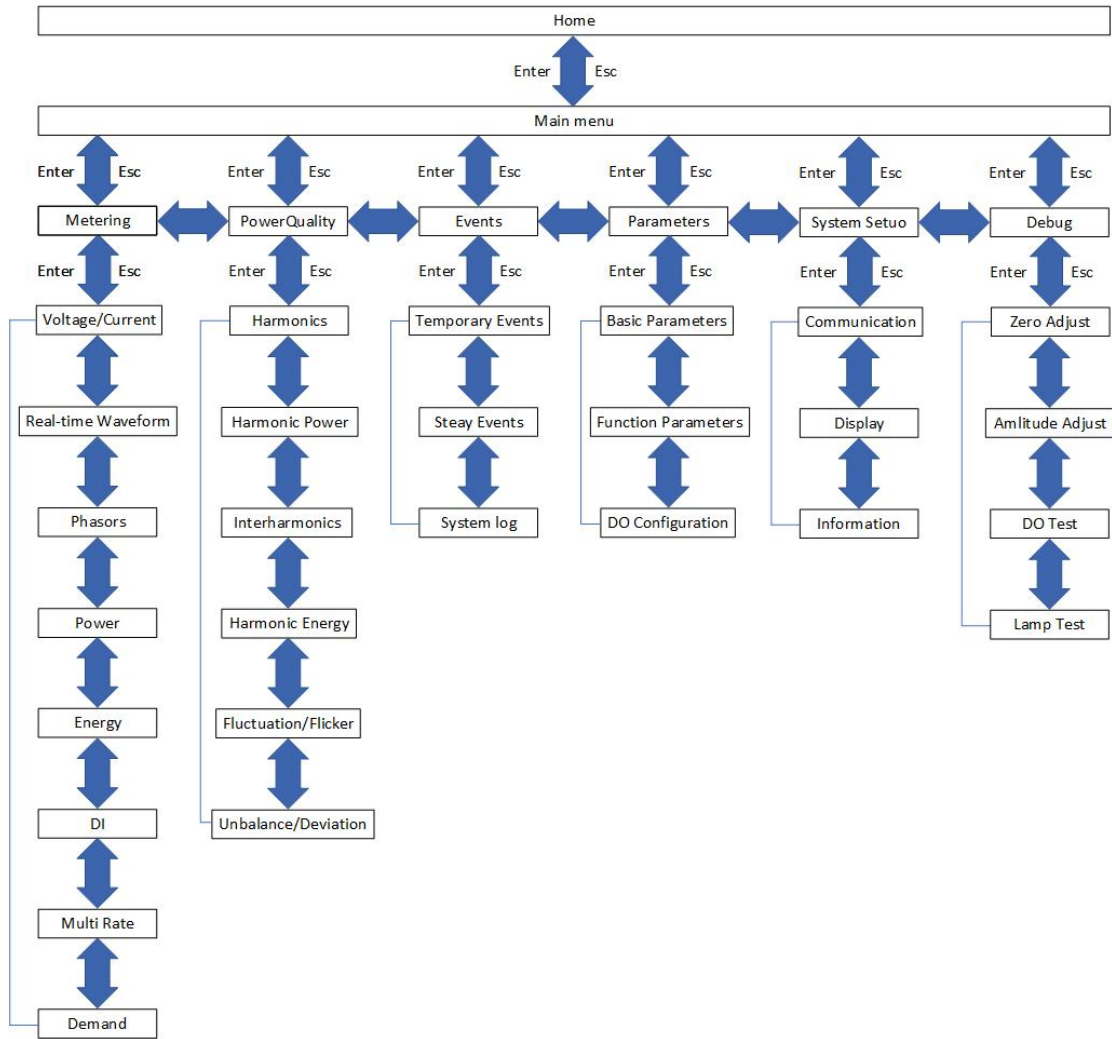 Home
Enter Esc
Main menu
Enter Esc Enter Esc Enter Esc Enter Esc Enter Esc Enter Esc
Metering PowerQuality Events Parameters System Setuo Debug
Enter Esc Enter Esc Enter Esc Enter Esc Enter Esc Enter Esc
Voltage/Current Harmonics Temporary Events Basic Parameters Communication Zero Adjust
Real-time Waveform Harmonic Power Steay Events Function Parameters Display Amlitude Adjust
Phasors Interharmonics System log DO Configuration Information DO Test
Power Harmonic Energy Lamp Test
Energy Fluctuation/Flicker
DI Unbalance/Deviation
Multi Rate
Demand